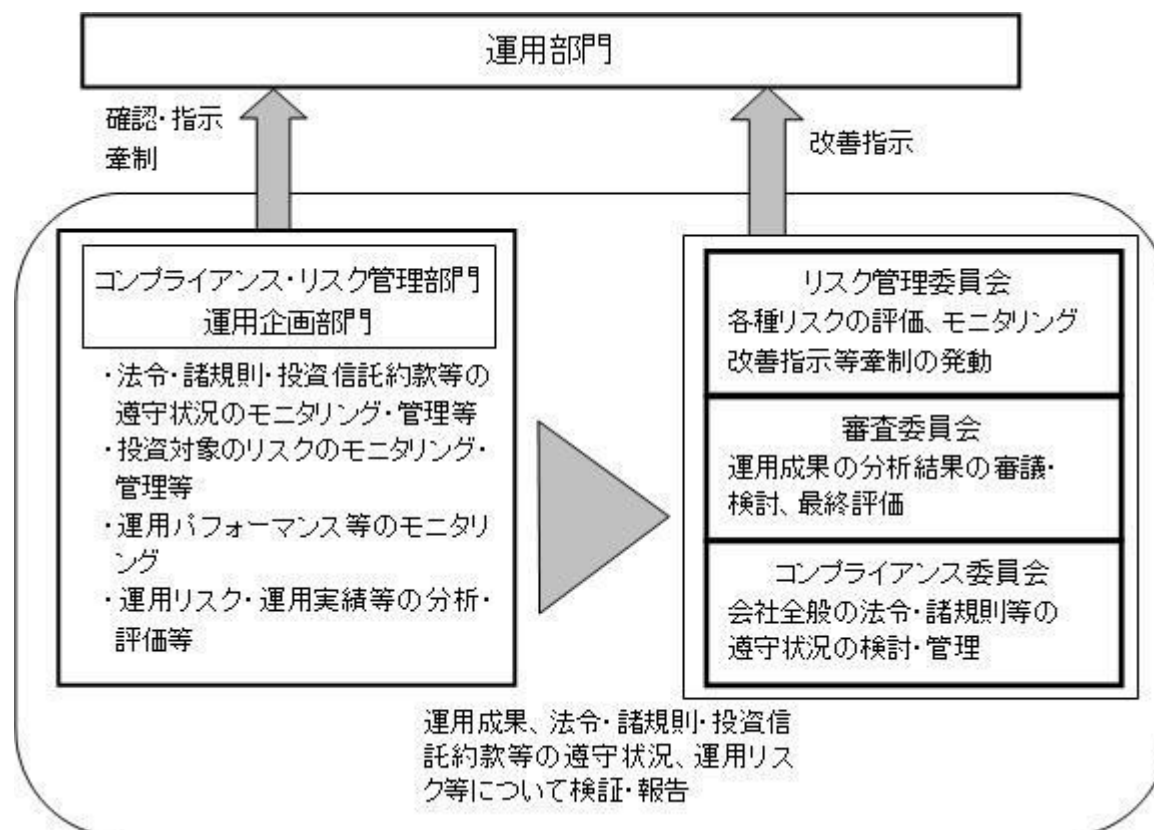 運用部門
確認・指示
牽制
改善指示
コンプライアンス・リスク管理部門
運用企画部門
・法令・諸規則・投資信託約款等の
遵守状況のモニタリング・管理等
・投資対象のリスクのモニタリング・
管理等
・運用パフォーマンス等のモニタリ
ング
・運用リスク・運用実績等の分析・
評価等
リスク管理委員会
各種リスクの評価、モニタリング
改善指示等牽制の発動
審査委員会
運用成果の分析結果の審議・
検討、最終評価
コンプライアンス委員会
会社全般の法令・諸規則等の
遵守状況の検討・管理
運用成果、法令・諸規則・投資信
託約款等の遵守状況、運用リス
ク等について検証・報告